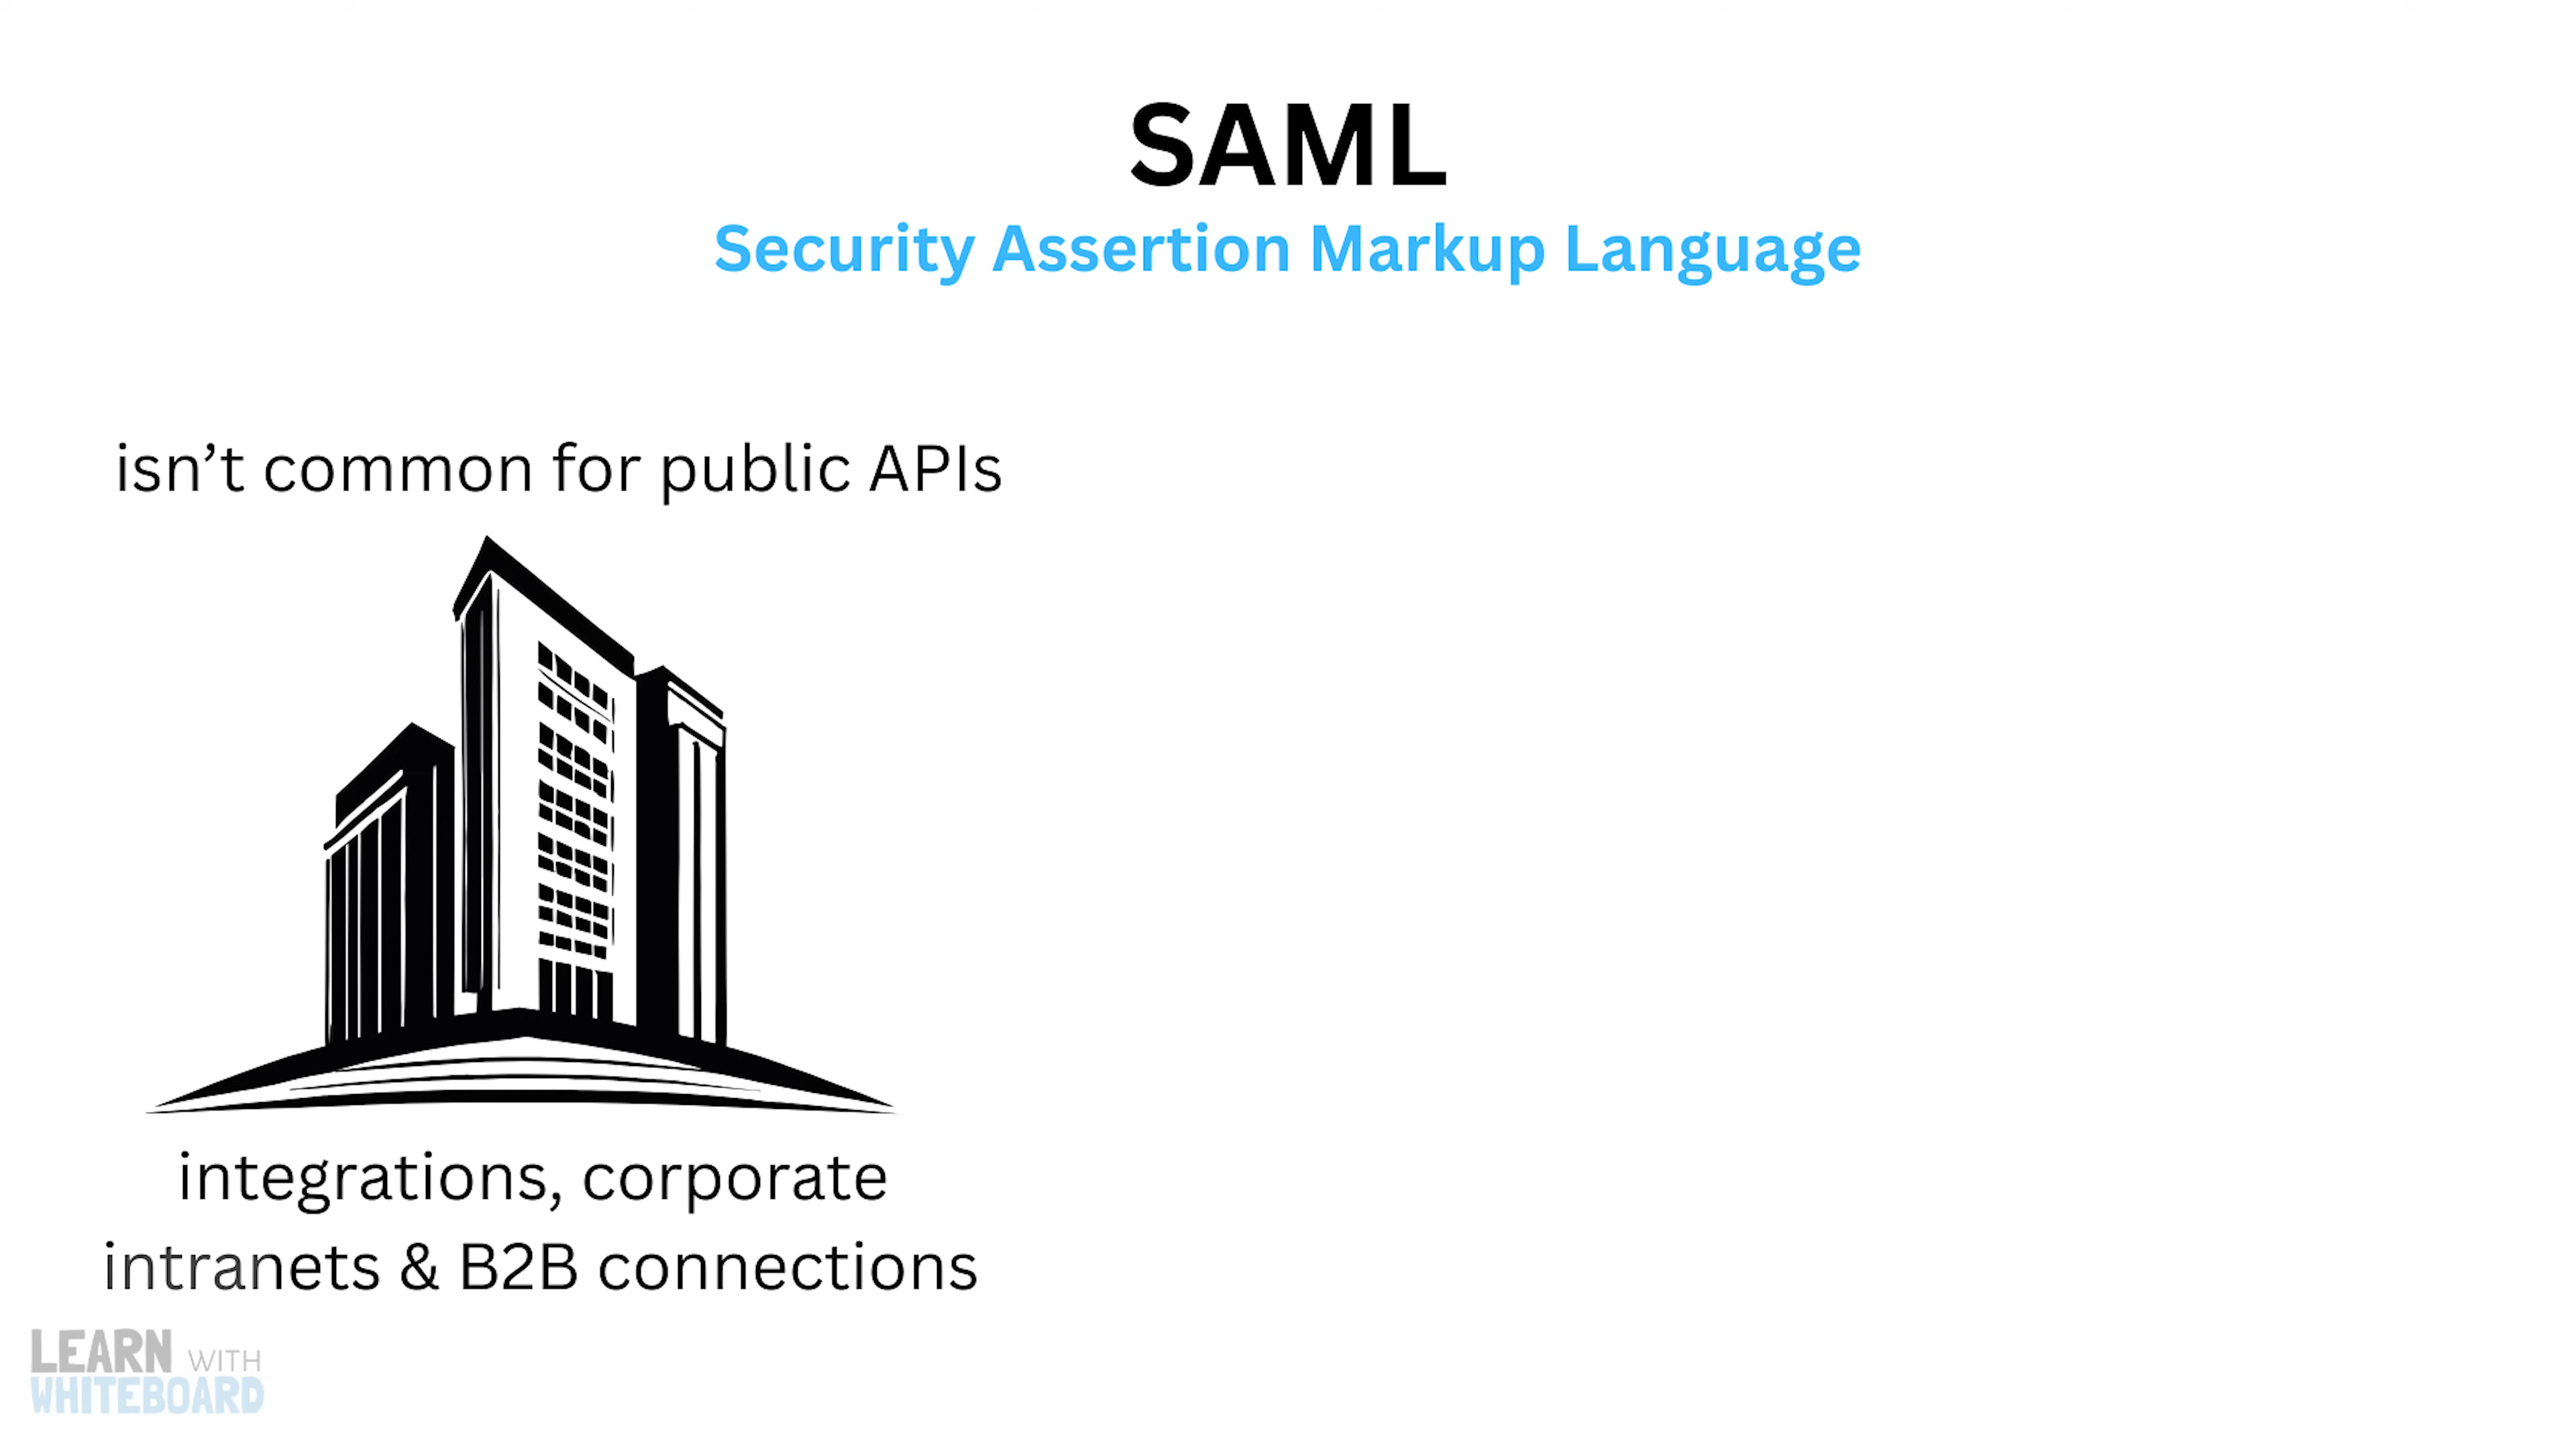 SAML
Security Assertion Markup Language
isn’t common for public APIs
integrations, corporate
intranets & B2B connections
LEARN WITH
WHITEBOARD